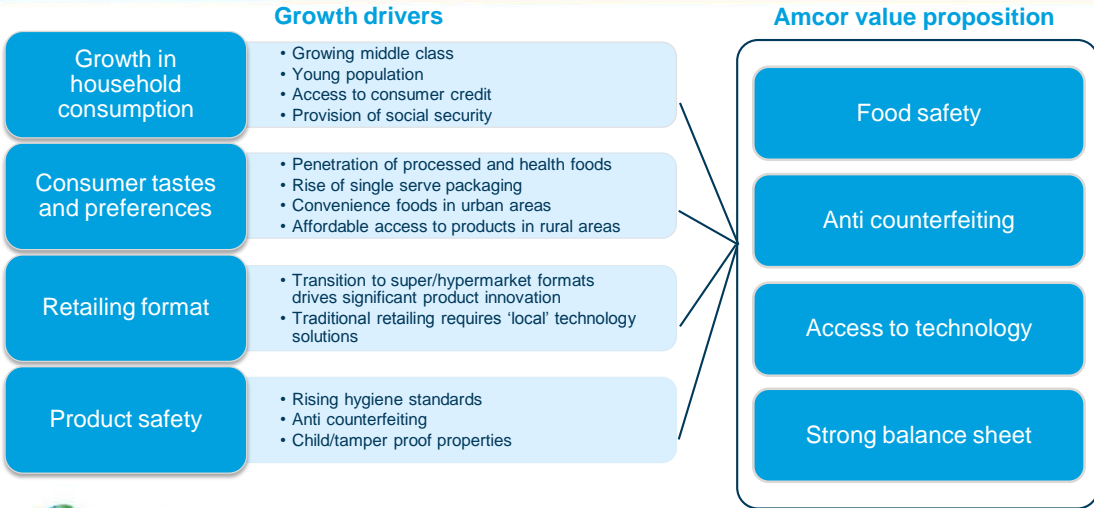 Growth drivers
Amcor value proposition
Growth in
household
consumption
• Growing middle class
• Young population
• Access to consumer credit
• Provision of social security
Consumer tastes
and preferences
• Penetration of processed and health foods
• Rise of single serve packaging
• Convenience foods in urban areas
• Affordable access to products in rural areas
Retailing format
• Transition to super/hypermarket formats
drives significant product innovation
• Traditional retailing requires ‘local’ technology
solutions
Product safety
• Rising hygiene standards
• Anti counterfeiting
• Child/tamper proof properties
Food safety
Anti counterfeiting
Access to technology
Strong balance sheet